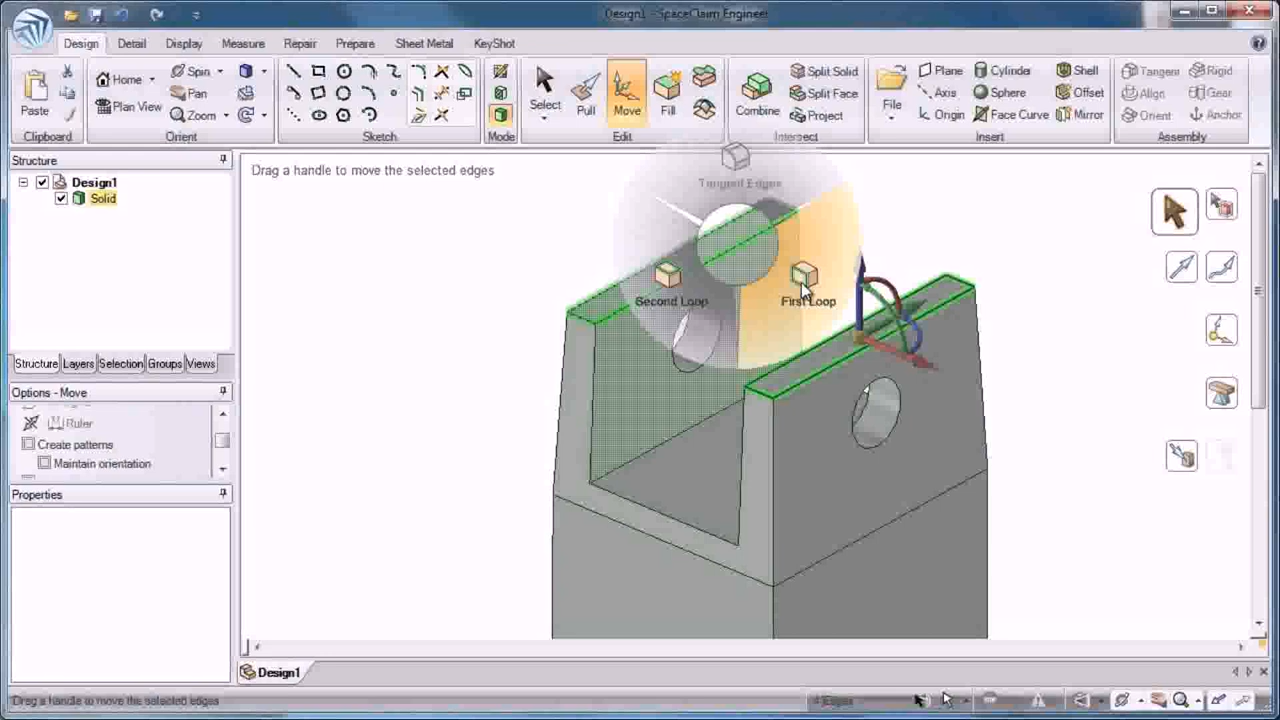 Design1 - SpaceClaim Engineer
Design Detail Display Measure Repair Prepare Sheet Metal KeyShot
Home Spin Plan View Pan Zoom
Paste Select Pull Move Fill Combine Split Solid Split Face Project
File Plane Axis Origin Cylinder Sphere Face Curve Shell Offset Mirror
Tangent Align Orient Rigid Gear Anchor
Clipboard Orient Sketch Mode Edit Intersect Insert Assembly
Structure
Design1
Solid
Structure Layers Selection Groups Views
Options - Move
Ruler
Create patterns
Maintain orientation
Properties
Drag a handle to move the selected edges
Tangent Edges
Second Loop First Loop
Design1
Drag a handle to move the selected edges
4 Edges